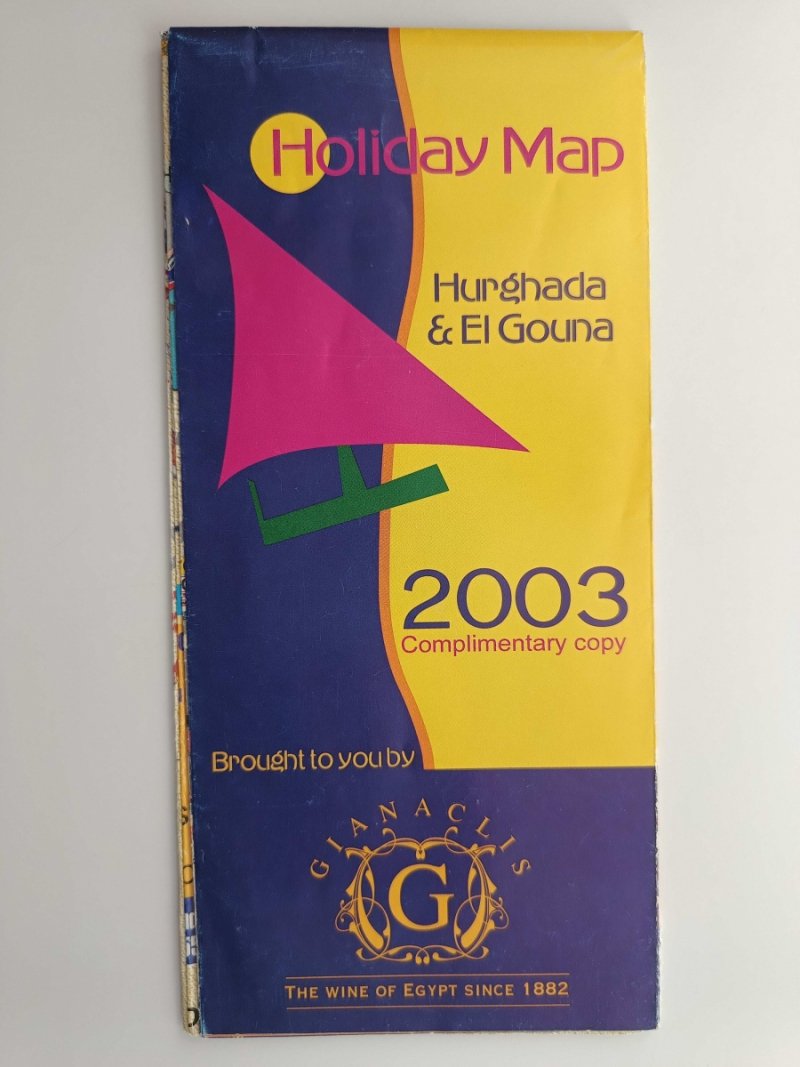 Holiday Map
Hurghada
& El Gouna
2003
Complimentary copy
Brought to you by
GIANACLIS
G
THE WINE OF EGYPT SINCE 1882